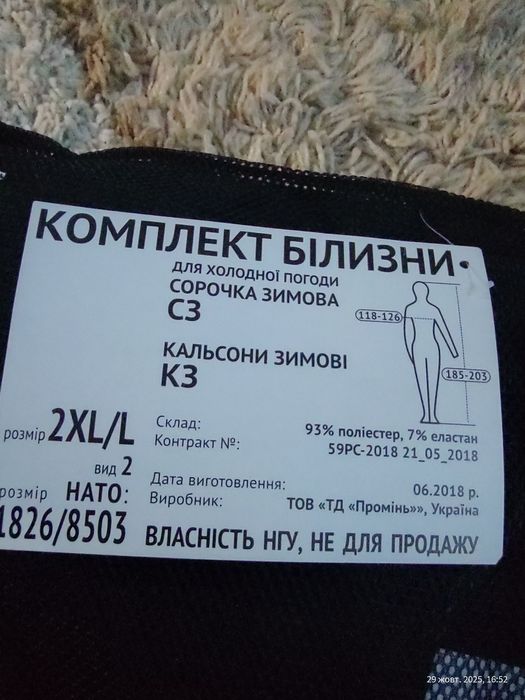 КОМПЛЕКТ БІЛИЗНИ
ДЛЯ ХОЛОДНОЇ ПОГОДИ
СОРОЧКА ЗИМОВА
СЗ
118-126
КАЛЬСОНИ ЗИМОВІ
КЗ
185-203
розмір 2XL/L
Склад: 93% поліестер, 7% еластан
Контракт №: 59РС-2018 21_05_2018
вид 2
Дата виготовлення: 06.2018 р.
розмір НАТО:
Виробник: ТОВ «ТД «Промінь»», Україна
1826/8503
ВЛАСНІСТЬ НГУ, НЕ ДЛЯ ПРОДАЖУ
29 жовт. 2025, 16:52